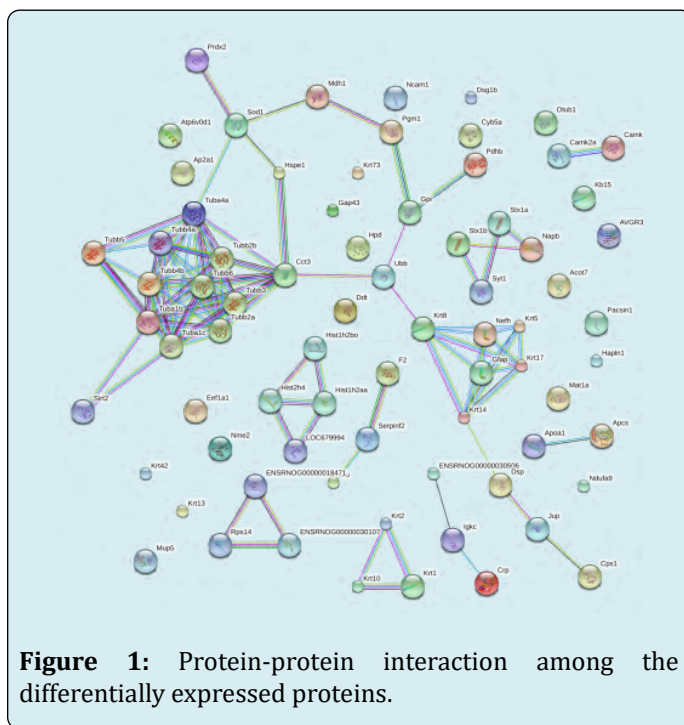 Prdx2
Mdh1
Ncam1
Dsg1b
Sod1
Otub1
Atp6v0d1
Pgm1
Cyb5a
Camk2a
Camk
Ap2a1
Pdhb
Hspe1
Krt73
Kb15
Tuba4a
Gap43
Gpi
Stx1a
AVGR3
Tubb5
Tubb4a
Tubb2b
Hpd
Stx1b
Napb
Tubb4b
Tubb6
Cct3
Ubb
Acot7
Tubb3
Syt1
Tuba1b
Ddt
Pacsin1
Tuba1c
Tubb2a
Krt8
Nefh
Krt5
Hist1h2bo
Hapln1
Gfap
Krt17
F2
Sirt2
Hist2h4
Hist1h2aa
Mat1a
Eef1a1
Krt14
Apcs
Apoa1
Nme2
LOC679994
Serpinf2
ENSRNOG00000030506
Krt42
ENSRNOG00000018471
Dsp
Ndufa9
Krt13
Krt2
Jup
Rps14
ENSRNOG00000030107
Igkc
Mup5
Krt10
Krt1
Crp
Cps1
Figure 1: Protein-protein interaction among the
differentially expressed proteins.